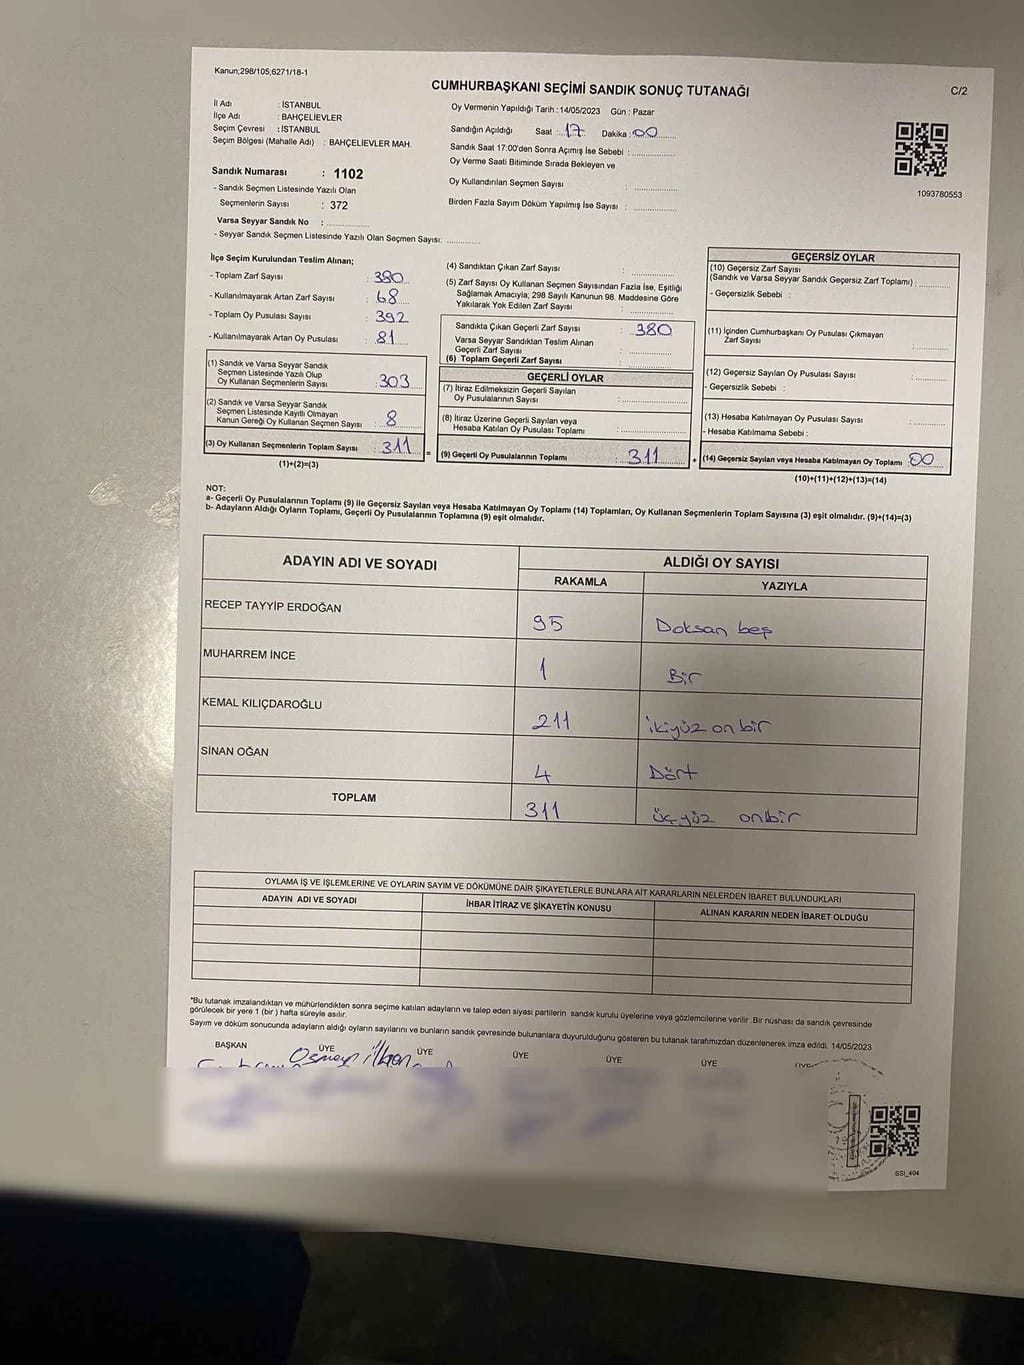 Kanun;298/105;6271/18-1
CUMHURBAŞKANI SEÇİMİ SANDIK SONUÇ TUTANAĞI
C/2
İl Adı : İSTANBUL
İlçe Adı : BAHÇELİEVLER
Seçim Çevresi : İSTANBUL
Seçim Bölgesi (Mahalle Adı) : BAHÇELİEVLER MAH.
Sandık Numarası : 1102
- Sandık Seçmen Listesinde Yazılı Olan
Seçmenlerin Sayısı : 372
Varsa Seyyar Sandık No :
- Seyyar Sandık Seçmen Listesinde Yazılı Olan Seçmen Sayısı:
Oy Vermenin Yapıldığı Tarih :14/05/2023 Gün : Pazar
Sandığın Açıldığı Saat : 17 Dakika : 00
Sandık Saat 17:00'den Sonra Açımış İse Sebebi :
Oy Verme Saati Bitiminde Sırada Bekleyen ve
Oy Kullandırılan Seçmen Sayısı :
Birden Fazla Sayım Döküm Yapılmış İse Sayısı :
1093780553
İlçe Seçim Kurulundan Teslim Alınan;
- Toplam Zarf Sayısı : 380
- Kullanılmayarak Artan Zarf Sayısı : 68
- Toplam Oy Pusulası Sayısı : 392
- Kullanılmayarak Artan Oy Pusulası : 81
(1) Sandık ve Varsa Seyyar Sandık
Seçmen Listesinde Yazılı Olup
Oy Kullanan Seçmenlerin Sayısı : 303
(2) Sandık ve Varsa Seyyar Sandık
Seçmen Listesinde Kayıtlı Olmayan
Kanun Gereği Oy Kullanan Seçmen Sayısı : 8
(3) Oy Kullanan Seçmenlerin Toplam Sayısı : 311
(1)+(2)=(3)
=
(4) Sandıktan Çıkan Zarf Sayısı :
(5) Zarf Sayısı Oy Kullanan Seçmen Sayısından Fazla İse, Eşitliği
Sağlamak Amacıyla; 298 Sayılı Kanunun 98. Maddesine Göre
Yakılarak Yok Edilen Zarf Sayısı :
Sandıkta Çıkan Geçerli Zarf Sayısı : 380
Varsa Seyyar Sandıktan Teslim Alınan
Geçerli Zarf Sayısı :
(6) Toplam Geçerli Zarf Sayısı :
GEÇERLİ OYLAR
(7) İtiraz Edilmeksizin Geçerli Sayılan
Oy Pusulalarının Sayısı :
(8) İtiraz Üzerine Geçerli Sayılan veya
Hesaba Katılan Oy Pusulası Toplamı :
(9) Geçerli Oy Pusulalarının Toplamı : 311
+
GEÇERSİZ OYLAR
(10) Geçersiz Zarf Sayısı
(Sandık ve Varsa Seyyar Sandık Geçersiz Zarf Toplamı) :
- Geçersizlik Sebebi :
(11) İçinden Cumhurbaşkanı Oy Pusulası Çıkmayan
Zarf Sayısı :
(12) Geçersiz Sayılan Oy Pusulası Sayısı :
- Geçersizlik Sebebi :
(13) Hesaba Katılmayan Oy Pusulası Sayısı :
- Hesaba Katılmama Sebebi :
(14) Geçersiz Sayılan veya Hesaba Katılmayan Oy Toplamı : 00
(10)+(11)+(12)+(13)=(14)
NOT:
a- Geçerli Oy Pusulalarının Toplamı (9) ile Geçersiz Sayılan veya Hesaba Katılmayan Oy Toplamı (14) Toplamları, Oy Kullanan Seçmenlerin Toplam Sayısına (3) eşit olmalıdır. (9)+(14)=(3)
b- Adayların Aldığı Oyların Toplamı, Geçerli Oy Pusulalarının Toplamına (9) eşit olmalıdır.
ADAYIN ADI VE SOYADI
ALDIĞI OY SAYISI
RAKAMLA YAZIYLA
RECEP TAYYİP ERDOĞAN 95 Doksan beş
MUHARREM İNCE 1 Bir
KEMAL KILIÇDAROĞLU 211 ikiyüz on bir
SİNAN OĞAN 4 Dört
TOPLAM 311 üçyüz onbir
OYLAMA İŞ VE İŞLEMLERİNE VE OYLARIN SAYIM VE DÖKÜMÜNE DAİR ŞİKAYETLERLE BUNLARA AİT KARARLARIN NELERDEN İBARET BULUNDUKLARI
ADAYIN ADI VE SOYADI İHBAR İTİRAZ VE ŞİKAYETİN KONUSU ALINAN KARARIN NEDEN İBARET OLDUĞU
"Bu tutanak imzalandıktan ve mühürlendikten sonra seçime katılan adayların ve talep eden siyasi partilerin sandık kurulu üyelerine veya gözlemcilerine verilir .Bir nüshası da sandık çevresinde
görülecek bir yere 1 (bir ) hafta süreyle asılır.
Sayım ve döküm sonucunda adayların aldığı oyların sayılarını ve bunların sandık çevresinde bulunanlara duyurulduğunu gösteren bu tutanak tarafımızdan düzenlenerek imza edildi. 14/05/2023
BAŞKAN ÜYE ÜYE ÜYE ÜYE ÜYE ÜYE
SSI_404